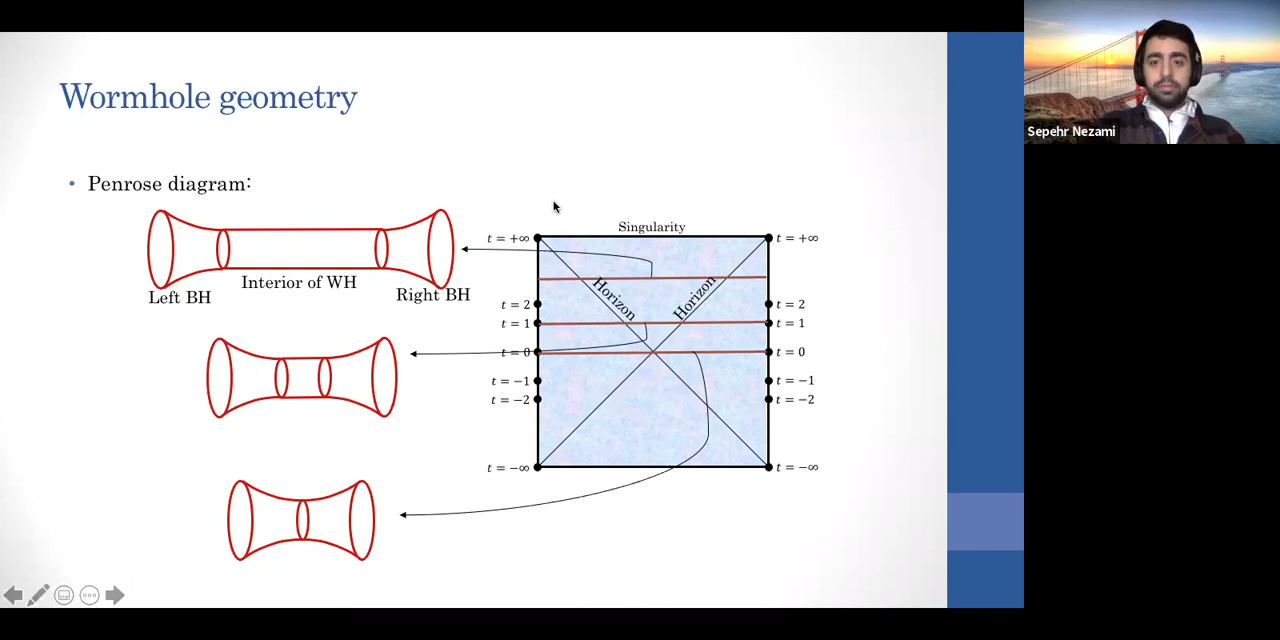 Wormhole geometry
Sepehr Nezami
• Penrose diagram:
Singularity
t = +∞
t = +∞
Interior of WH
Left BH
Right BH
Horizon
Horizon
t = 2
t = 2
t = 1
t = 1
t = 0
t = 0
t = −1
t = −1
t = −2
t = −2
t = −∞
t = −∞